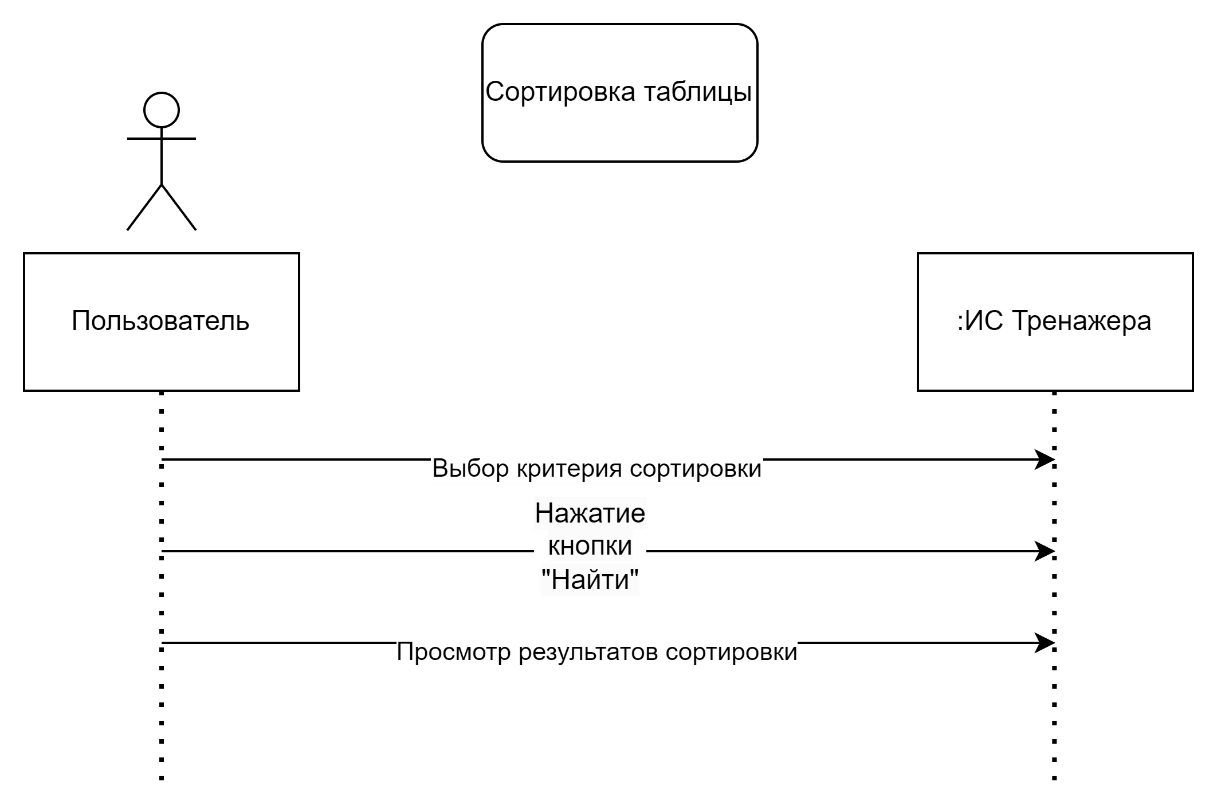 Сортировка таблицы
Пользователь
:ИС Тренажера
Выбор критерия сортировки
Нажатие
кнопки
"Найти"
Просмотр результатов сортировки